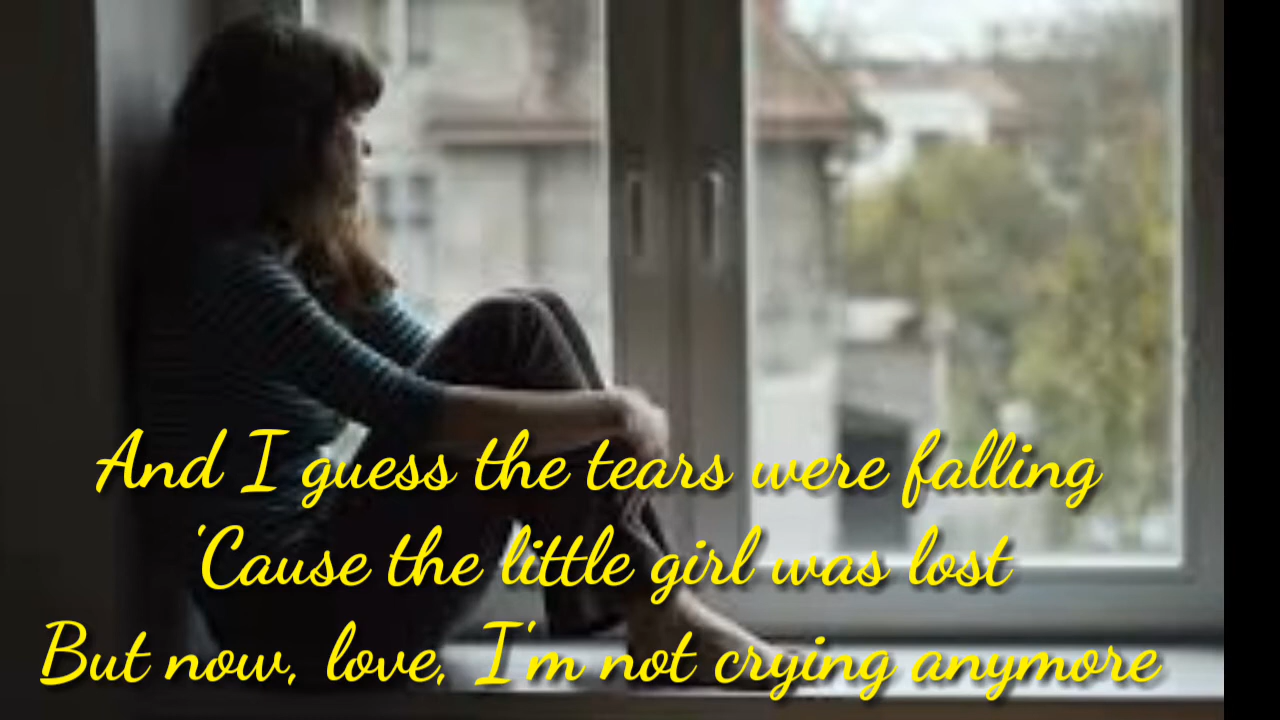 And I guess the tears were falling
'Cause the little girl was lost
But now, love, I'm not crying anymore